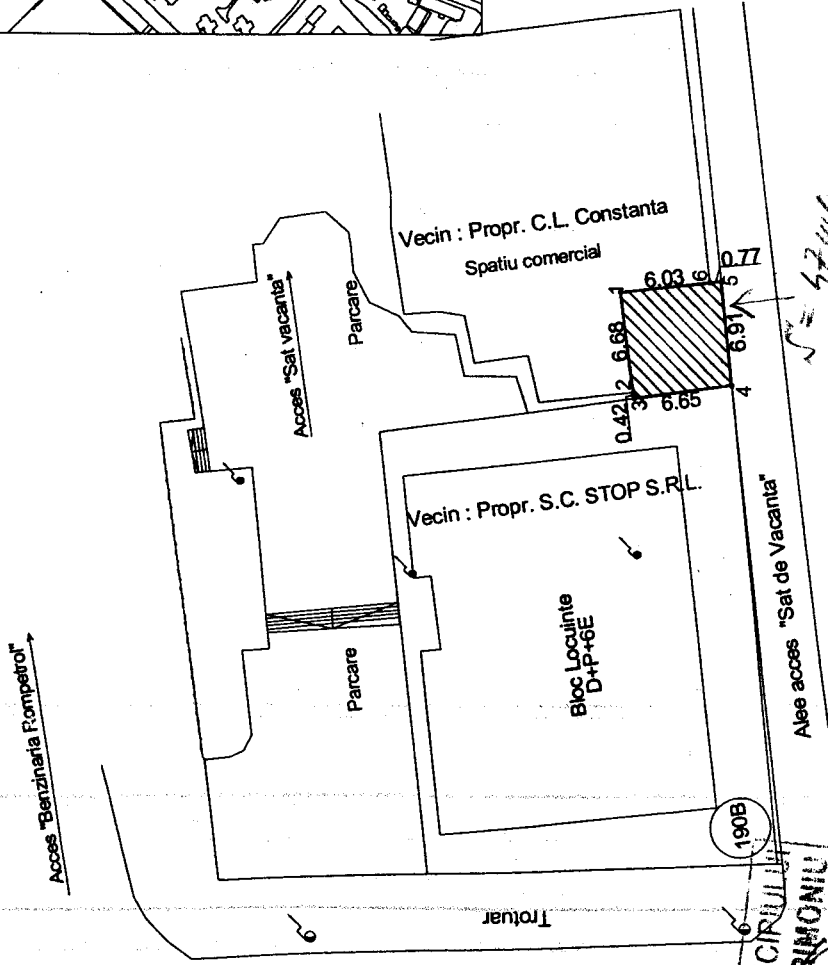 Vecin : Propr. C.L. Constanta
Spatiu comercial
Acces "Sat vacanta"
Parcare
0.77
6.03
1
6
5
6.68
6.91
2
3
0.42
6.65
4
Vecin : Propr. S.C. STOP S.R.L.
Bloc Locuinte
D+P+6E
Parcare
Acces "Benzinaria Rompetrol"
Alee acces "Sat de Vacanta"
190B
Trotuar